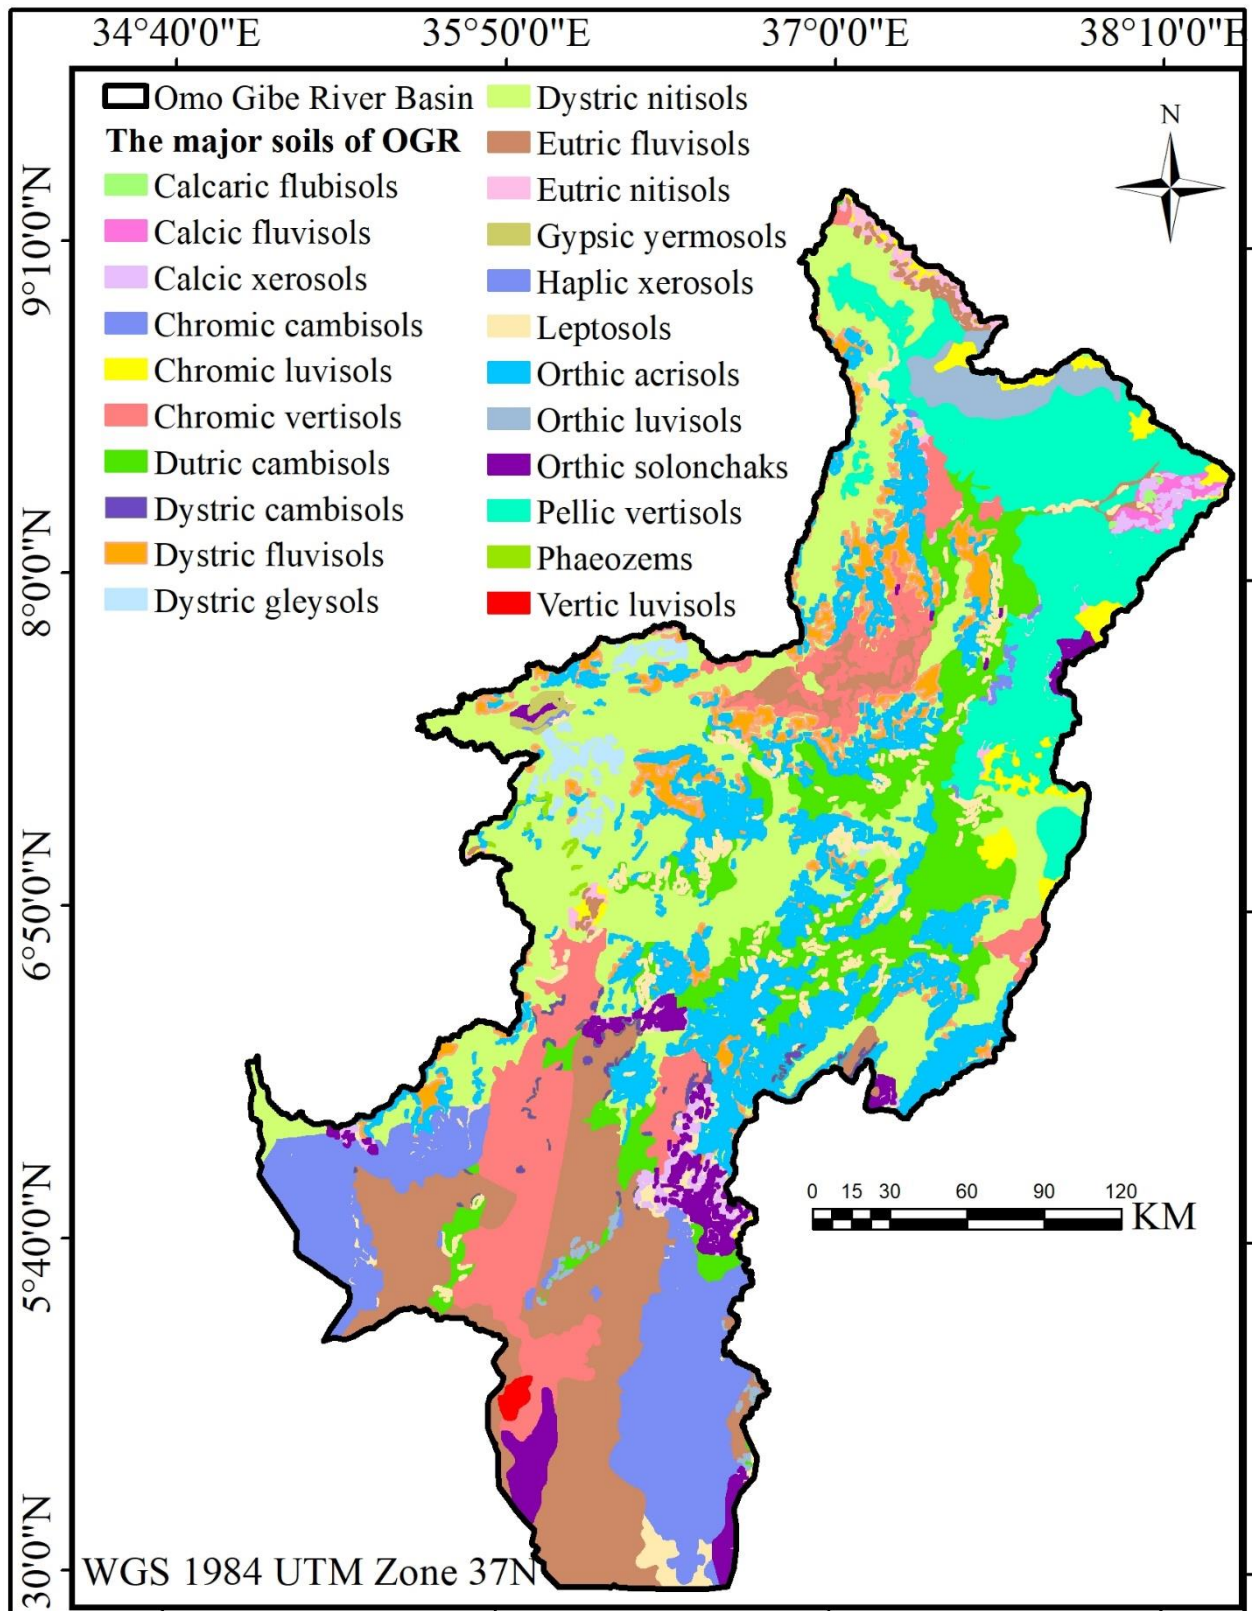 34°40'0"E 35°50'0"E 37°0'0"E 38°10'0"E
Omo Gibe River Basin
The major soils of OGR
Calcaric flubisols
Calcic fluvisols
Calcic xerosols
Chromic cambisols
Chromic luvisols
Chromic vertisols
Dutric cambisols
Dystric cambisols
Dystric fluvisols
Dystric gleysols
Dystric nitisols
Eutric fluvisols
Eutric nitisols
Gypsic yermosols
Haplic xerosols
Leptosols
Orthic acrisols
Orthic luvisols
Orthic solonchaks
Pellic vertisols
Phaeozems
Vertic luvisols
N
9°10'0"N
8°0'0"N
6°50'0"N
5°40'0"N
30'0"N
0 15 30 60 90 120
KM
WGS 1984 UTM Zone 37N